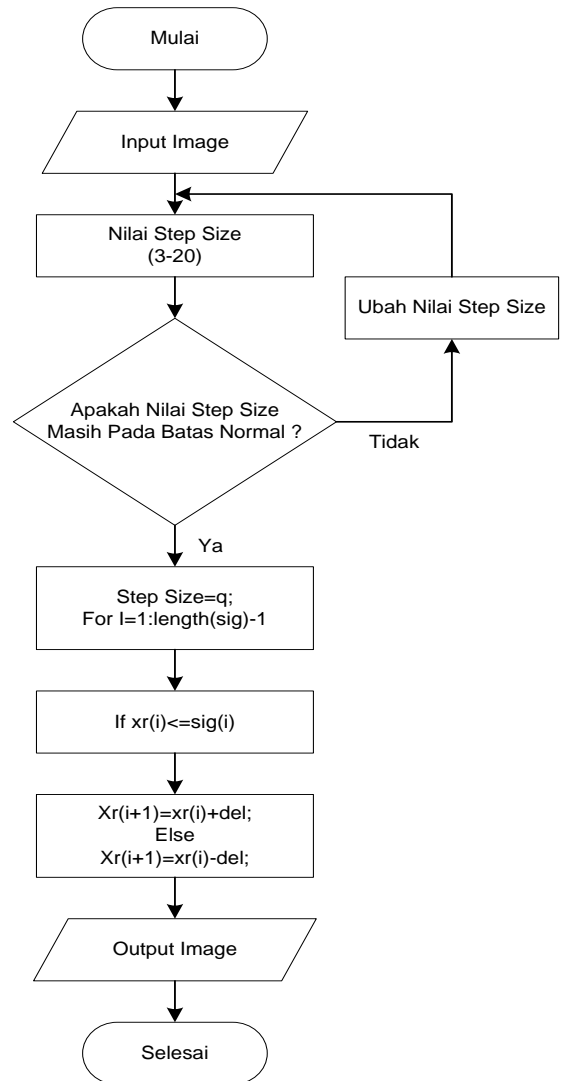 Mulai
Input Image
Nilai Step Size
(3-20)
Ubah Nilai Step Size
Apakah Nilai Step Size
Masih Pada Batas Normal ?
Tidak
Ya
Step Size=q;
For I=1:length(sig)-1
If xr(i)<=sig(i)
Xr(i+1)=xr(i)+del;
Else
Xr(i+1)=xr(i)-del;
Output Image
Selesai